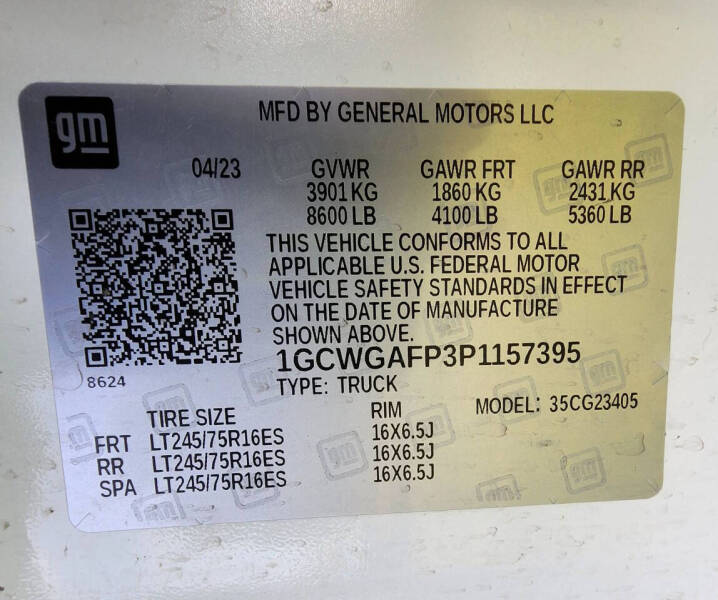 gm
MFD BY GENERAL MOTORS LLC
04/23 GVWR GAWR FRT GAWR RR
3901 KG 1860 KG 2431 KG
8600 LB 4100 LB 5360 LB
THIS VEHICLE CONFORMS TO ALL
APPLICABLE U.S. FEDERAL MOTOR
VEHICLE SAFETY STANDARDS IN EFFECT
ON THE DATE OF MANUFACTURE
SHOWN ABOVE.
1GCWGAFP3P1157395
8624
TYPE: TRUCK
TIRE SIZE RIM MODEL: 35CG23405
FRT LT245/75R16ES 16X6.5J
RR LT245/75R16ES 16X6.5J
SPA LT245/75R16ES 16X6.5J